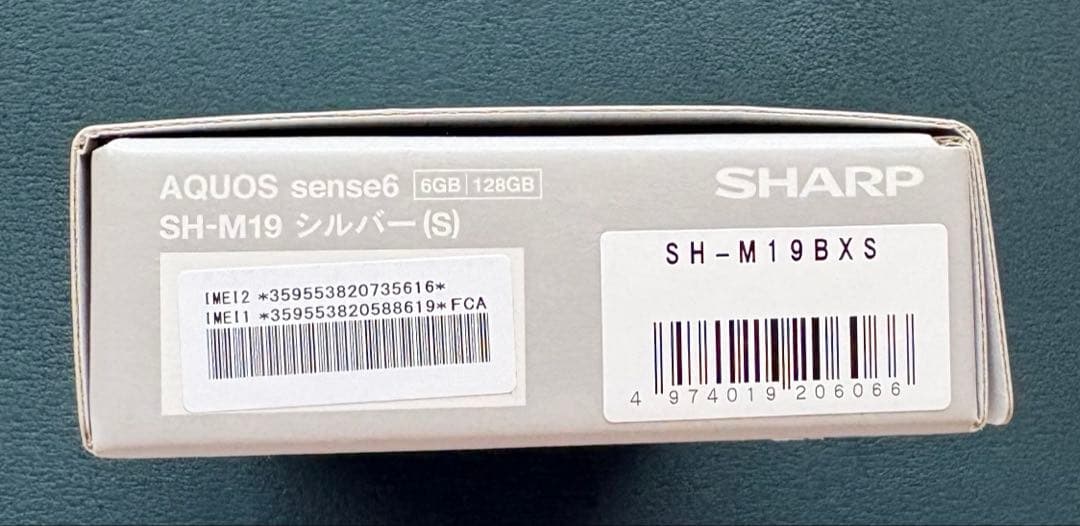 AQUOS sense6 6GB 128GB
SHARP
SH-M19 シルバー(S)
IMEI2 *359553820735616*
IMEI1 *359553820588619*FCA
SH-M19BXS
4 974019 206066